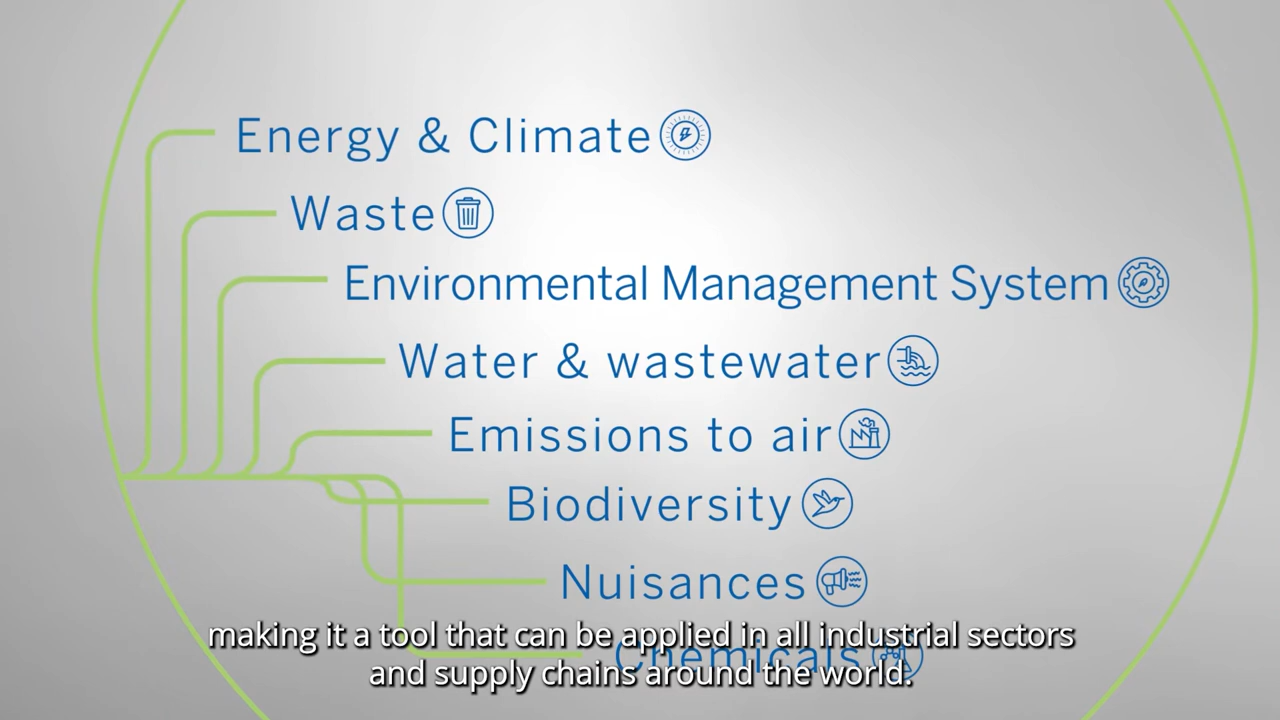 Energy & Climate
Waste
Environmental Management System
Water & wastewater
Emissions to air
Biodiversity
Nuisances
Chemicals
making it a tool that can be applied in all industrial sectors
and supply chains around the world.